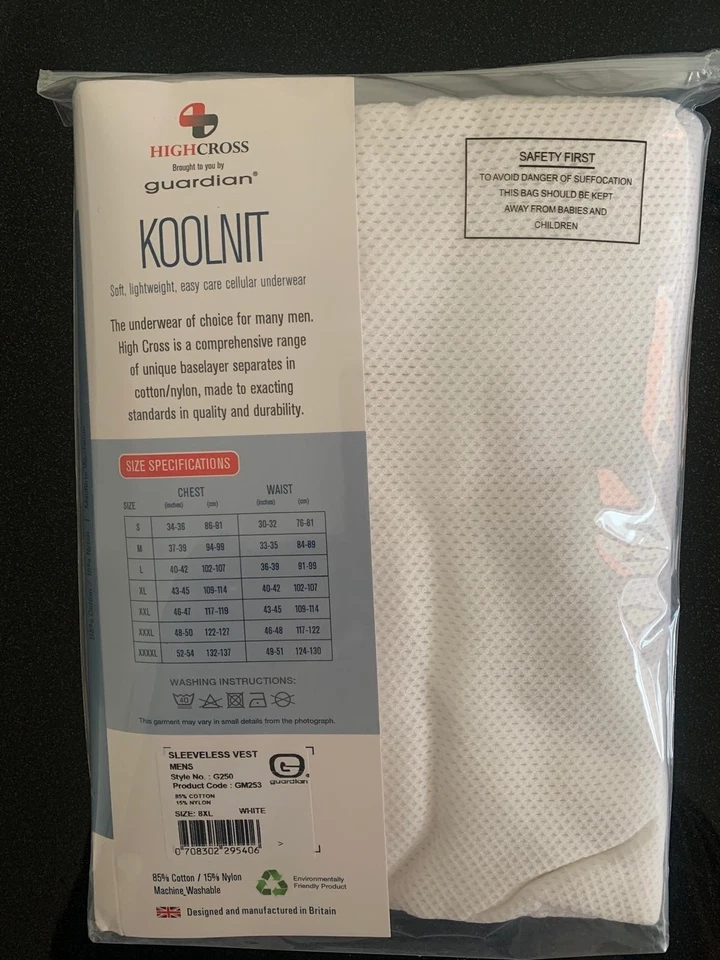 HIGHCROSS
Brought to you by
guardian®
KOOLNIT
Soft, lightweight, easy care cellular underwear
The underwear of choice for many men.
High Cross is a comprehensive range
of unique baselayer separates in
cotton/nylon, made to exacting
standards in quality and durability.
SIZE SPECIFICATIONS
CHEST WAIST
SIZE (inches) (cm) (inches) (cm)
S 34-36 86-91 30-32 76-81
M 37-39 94-99 33-35 84-89
L 40-42 102-107 36-39 91-99
XL 43-45 109-114 40-42 102-107
XXL 46-47 117-119 43-45 109-114
XXXL 48-50 122-127 46-48 117-122
XXXXL 52-54 132-137 49-51 124-130
WASHING INSTRUCTIONS:
40
This garment may vary in small details from the photograph.
SLEEVELESS VEST
MENS
Style No. : G250
Product Code : GM253
85% COTTON
15% NYLON
SIZE: 8XL WHITE
0 708302 295406 >
G
guardian
85% Cotton / 15% Nylon
Machine Washable
Environmentally
Friendly Product
Designed and manufactured in Britain
SAFETY FIRST
TO AVOID DANGER OF SUFFOCATION
THIS BAG SHOULD BE KEPT
AWAY FROM BABIES AND
CHILDREN